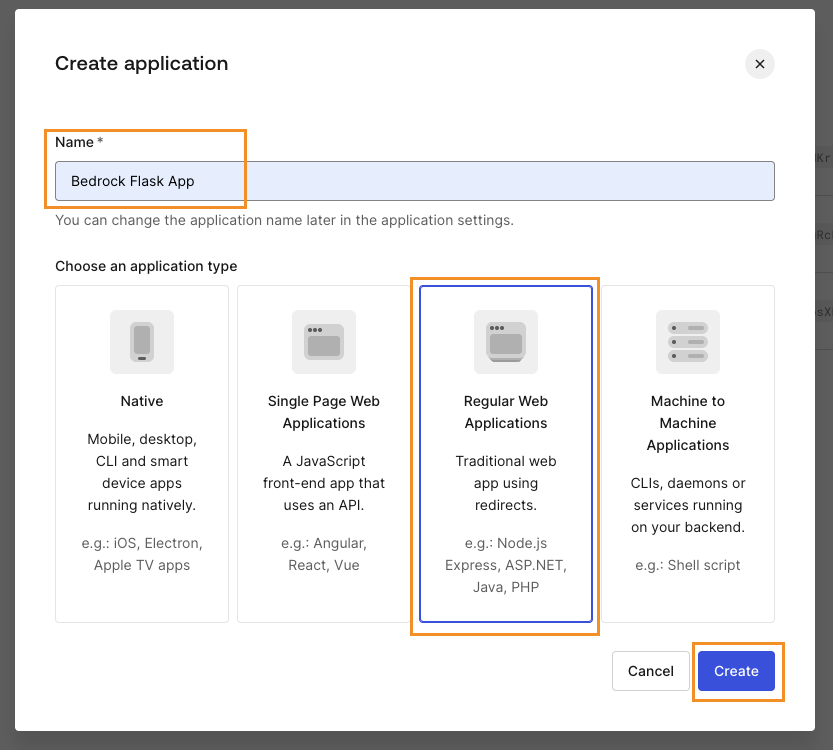 Create application
Name *
Bedrock Flask App
You can change the application name later in the application settings.
Choose an application type
Native
Mobile, desktop,
CLI and smart
device apps
running natively.
e.g.: iOS, Electron,
Apple TV apps
Single Page Web
Applications
A JavaScript
front-end app that
uses an API.
e.g.: Angular,
React, Vue
Regular Web
Applications
Traditional web
app using
redirects.
e.g.: Node.js
Express, ASP.NET,
Java, PHP
Machine to
Machine
Applications
CLIs, daemons or
services running
on your backend.
e.g.: Shell script
Cancel
Create